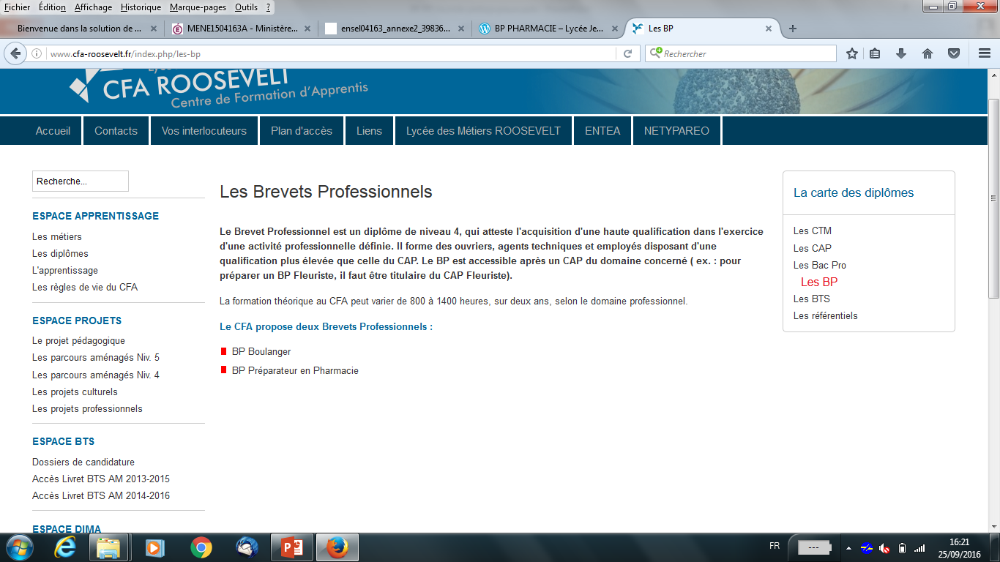 Fichier Édition Affichage Historique Marque-pages Outils ?
Bienvenue dans la solution de ...
MENE1504163A - Ministère...
ensel04163_annexe2_39836...
BP PHARMACIE – Lycée Je...
Les BP
www.cfa-roosevelt.fr/index.php/les-bp
Rechercher
CFA ROOSEVELT
Centre de Formation d'Apprentis
Accueil Contacts Vos interlocuteurs Plan d'accès Liens Lycée des Métiers ROOSEVELT ENTEA NETYPAREO
Recherche...
ESPACE APPRENTISSAGE
Les métiers
Les diplômes
L'apprentissage
Les règles de vie du CFA
ESPACE PROJETS
Le projet pédagogique
Les parcours aménagés Niv. 5
Les parcours aménagés Niv. 4
Les projets culturels
Les projets professionnels
ESPACE BTS
Dossiers de candidature
Accès Livret BTS AM 2013-2015
Accès Livret BTS AM 2014-2016
ESPACE DIMA
Les Brevets Professionnels
Le Brevet Professionnel est un diplôme de niveau 4, qui atteste l'acquisition d'une haute qualification dans l'exercice
d'une activité professionnelle définie. Il forme des ouvriers, agents techniques et employés disposant d'une
qualification plus élevée que celle du CAP. Le BP est accessible après un CAP du domaine concerné ( ex. : pour
préparer un BP Fleuriste, il faut être titulaire du CAP Fleuriste).
La formation théorique au CFA peut varier de 800 à 1400 heures, sur deux ans, selon le domaine professionnel.
Le CFA propose deux Brevets Professionnels :
BP Boulanger
BP Préparateur en Pharmacie
La carte des diplômes
Les CTM
Les CAP
Les Bac Pro
Les BP
Les BTS
Les référentiels
FR
---
16:21
25/09/2016